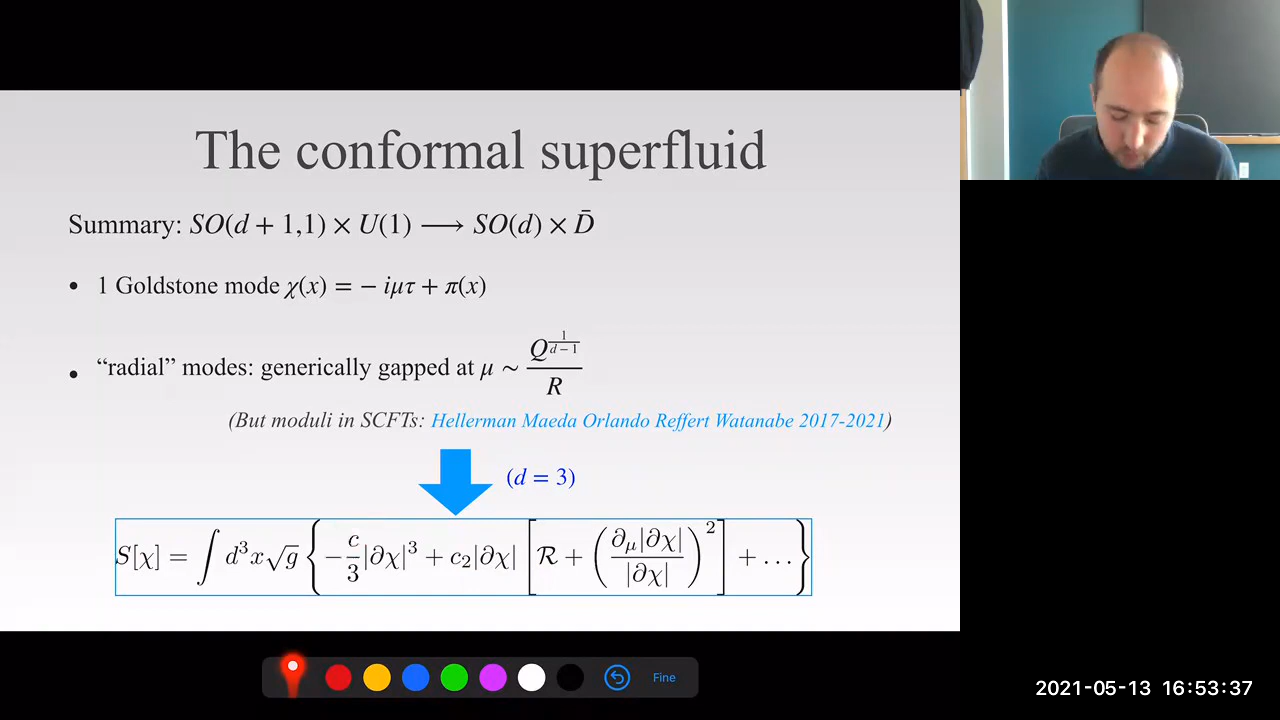 The conformal superfluid
Summary: SO(d + 1,1) × U(1) ⟶ SO(d) × D̄
• 1 Goldstone mode χ(x) = − iμτ + π(x)
• “radial” modes: generically gapped at μ ∼ Q^{1/(d − 1)}/R
(But moduli in SCFTs: Hellerman Maeda Orlando Reffert Watanabe 2017-2021)
(d = 3)
S[χ] = ∫ d³x√g { −c/3 |∂χ|³ + c₂|∂χ| [ ℛ + ( ∂_μ|∂χ| / |∂χ| )² ] + … }
Fine
2021-05-13 16:53:37